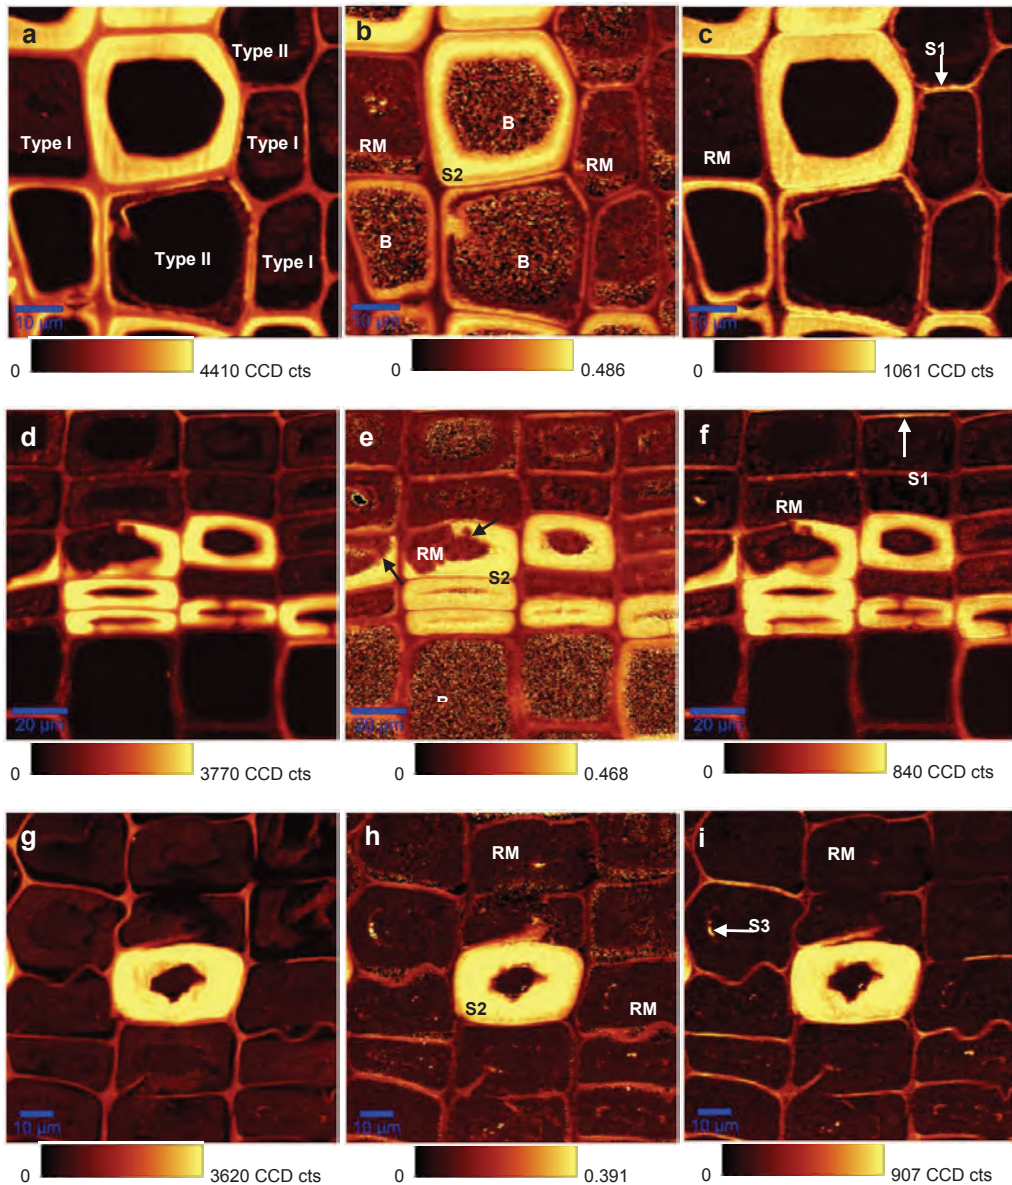 a
Type II
Type I
Type I
Type II
Type I
10 µm
0
4410 CCD cts
b
B
RM
RM
S2
B
B
10 µm
0
0.486
c
S1
RM
10 µm
0
1061 CCD cts
d
20 µm
0
3770 CCD cts
e
RM
S2
20 µm
0
0.468
f
S1
RM
20 µm
0
840 CCD cts
g
10 µm
0
3620 CCD cts
h
RM
S2
RM
10 µm
0
0.391
i
RM
S3
10 µm
0
907 CCD cts